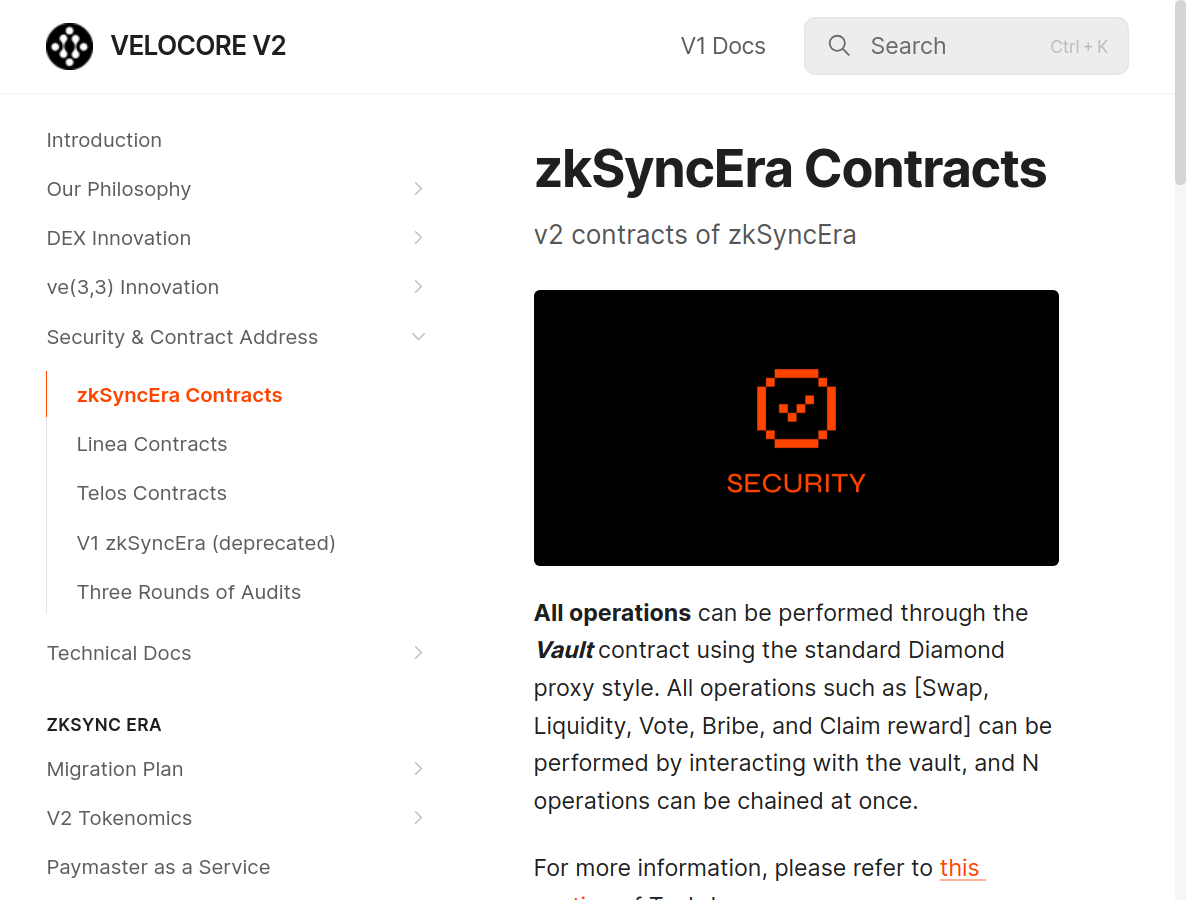 VELOCORE V2
V1 Docs
Search
Ctrl + K
Introduction
Our Philosophy
DEX Innovation
ve(3,3) Innovation
Security & Contract Address
zkSyncEra Contracts
Linea Contracts
Telos Contracts
V1 zkSyncEra (deprecated)
Three Rounds of Audits
Technical Docs
ZKSYNC ERA
Migration Plan
V2 Tokenomics
Paymaster as a Service
zkSyncEra Contracts
v2 contracts of zkSyncEra
SECURITY
All operations can be performed through the
Vault contract using the standard Diamond
proxy style. All operations such as [Swap,
Liquidity, Vote, Bribe, and Claim reward] can be
performed by interacting with the vault, and N
operations can be chained at once.
For more information, please refer to this